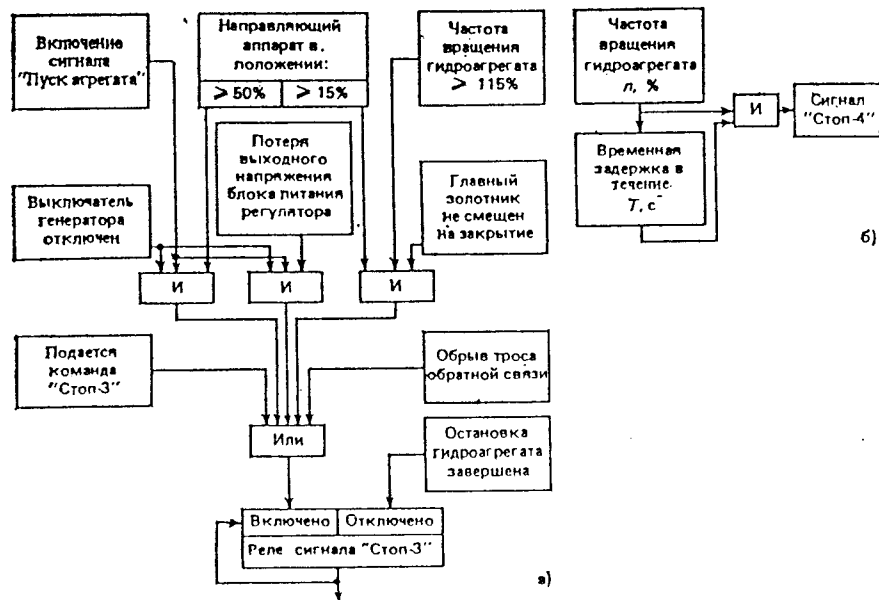 Включение
сигнала
"Пуск агрегата"
Направляющий
аппарат в
положении:
⩾ 50%
⩾ 15%
Частота
вращения
гидроагрегата
⩾ 115%
Потеря
выходного
напряжения
блока питания
регулятора
Выключатель
генератора
отключен
Главный
золотник
не смещен
на закрытие
И
И
И
Подается
команда
"Стоп-3"
Обрыв троса
обратной связи
Или
Остановка
гидроагрегата
завершена
Включено
Отключено
Реле сигнала "Стоп-3"
а)
Частота
вращения
гидроагрегата
n, %
И
Сигнал
"Стоп-4"
Временная
задержка в
течение
T, с
б)